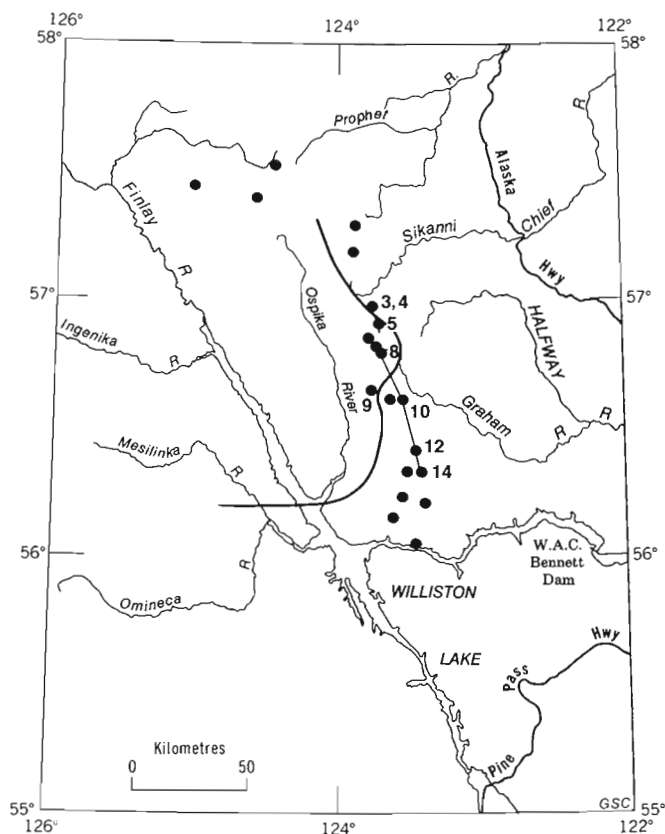 126° 124° 122°
58° 58°
Prophet R.
R
Alaska
Hwy
Finlay
R
Sikanni Chief
57° 57°
Ospika
River
3, 4
5
8
9
10
12
14
HALFWAY
R
Ingenika
R
Graham
R
Mesilinka
R
56° 56°
W.A.C.
Bennett
Dam
Omineca
R
WILLISTON
LAKE
Pine
Pass
Hwy
Kilometres
0 50
55° 55°
GSC
126° 124° 122°